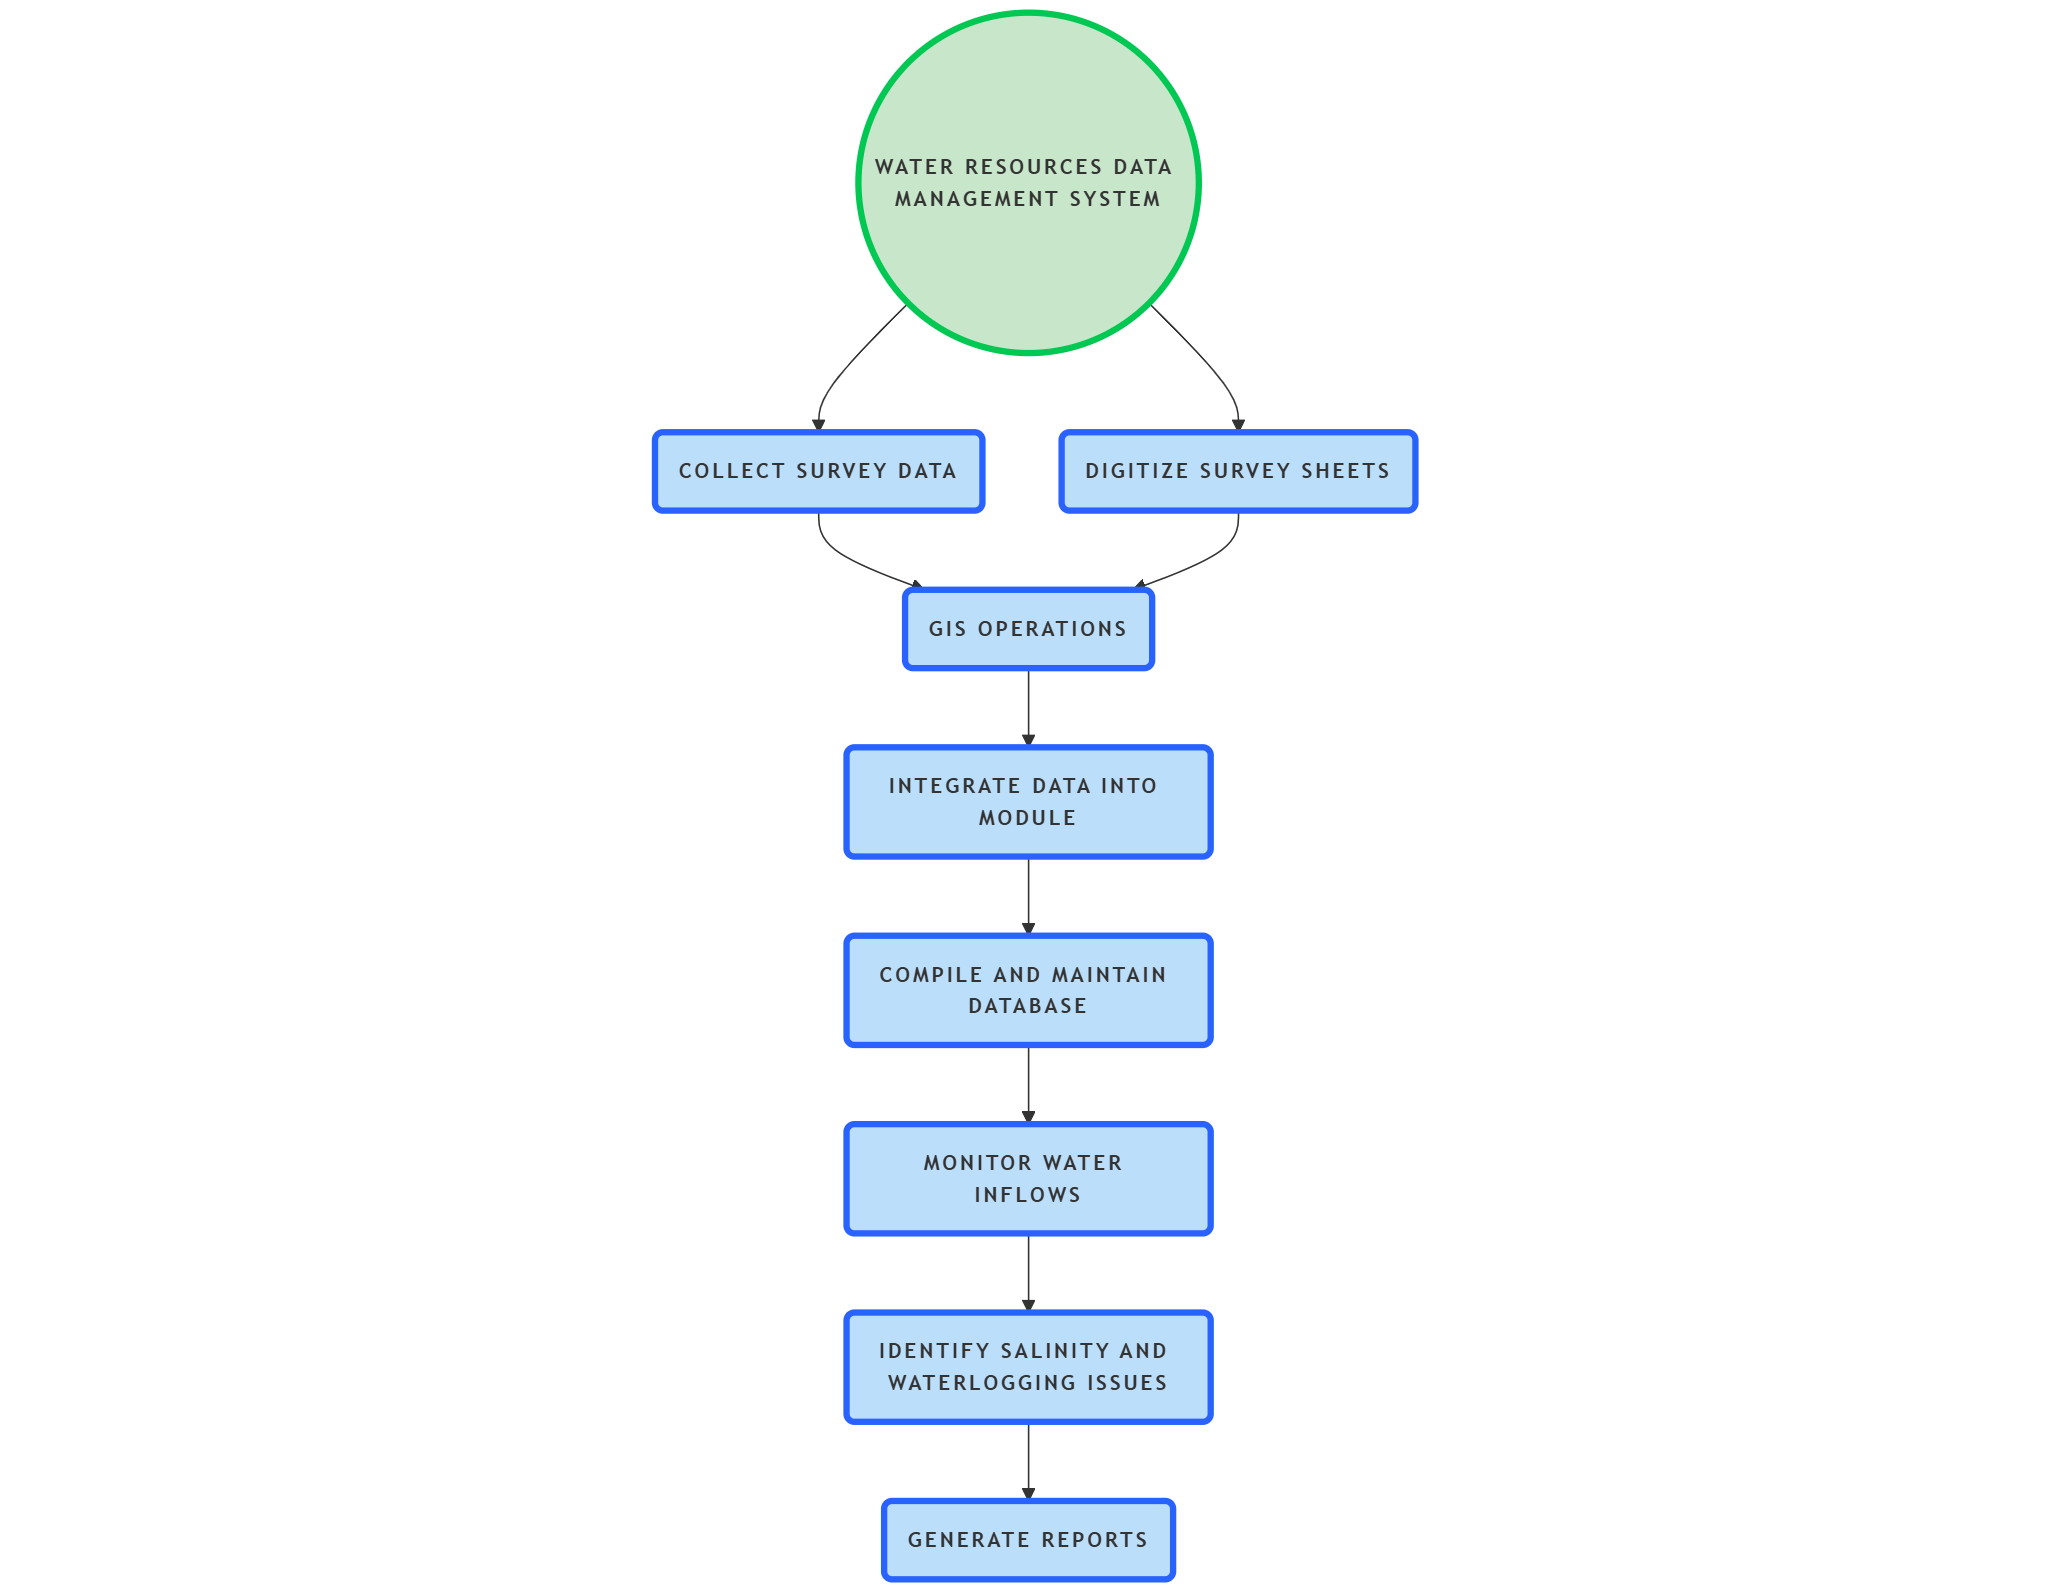 WATER RESOURCES DATA
MANAGEMENT SYSTEM
COLLECT SURVEY DATA
DIGITIZE SURVEY SHEETS
GIS OPERATIONS
INTEGRATE DATA INTO
MODULE
COMPILE AND MAINTAIN
DATABASE
MONITOR WATER
INFLOWS
IDENTIFY SALINITY AND
WATERLOGGING ISSUES
GENERATE REPORTS